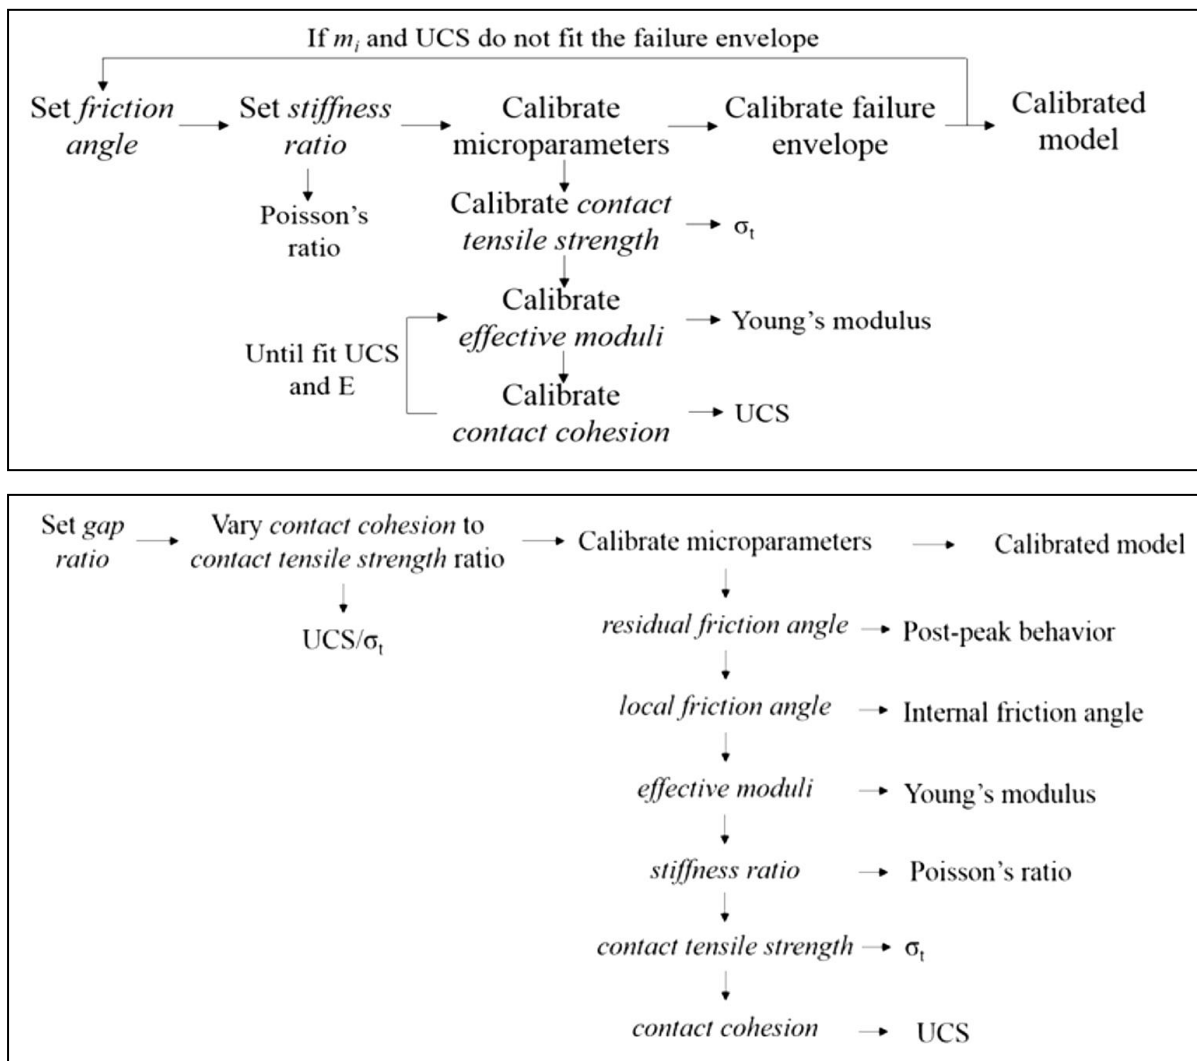 If mᵢ and UCS do not fit the failure envelope
Set friction
angle
Set stiffness
ratio
Calibrate
microparameters
Calibrate failure
envelope
Calibrated
model
Poisson's
ratio
Calibrate contact
tensile strength
σₜ
Calibrate
effective moduli
Young's modulus
Until fit UCS
and E
Calibrate
contact cohesion
UCS
Set gap
ratio
Vary contact cohesion to
contact tensile strength ratio
Calibrate microparameters
Calibrated model
UCS/σₜ
residual friction angle
Post-peak behavior
local friction angle
Internal friction angle
effective moduli
Young's modulus
stiffness ratio
Poisson's ratio
contact tensile strength
σₜ
contact cohesion
UCS